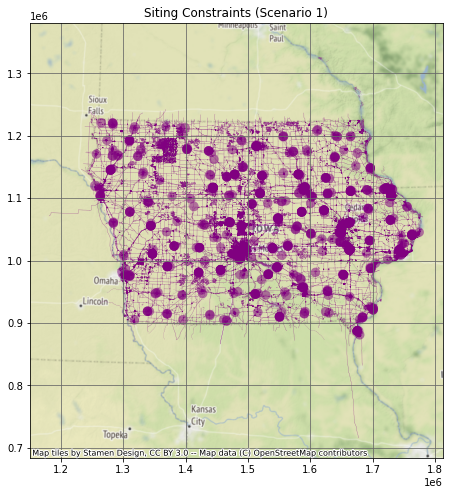 Siting Constraints (Scenario 1)
1e6
Minneapolis
Saint
Paul
1.3
Sioux
Falls
1.2
1.1
1.0
Omaha
Lincoln
0.9
0.8
Kansas
City
Topeka
0.7
Map tiles by Stamen Design, CC BY 3.0 -- Map data (C) OpenStreetMap contributors
1.2 1.3 1.4 1.5 1.6 1.7 1.8
1e6